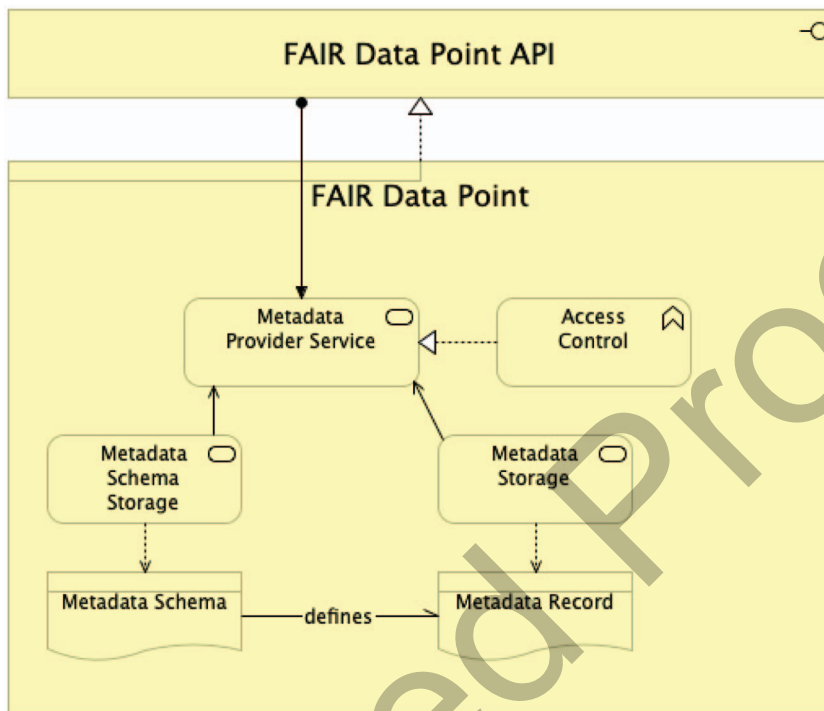 FAIR Data Point API
FAIR Data Point
Metadata
Provider Service
Access
Control
Metadata
Schema
Storage
Metadata
Storage
Metadata Schema
defines
Metadata Record